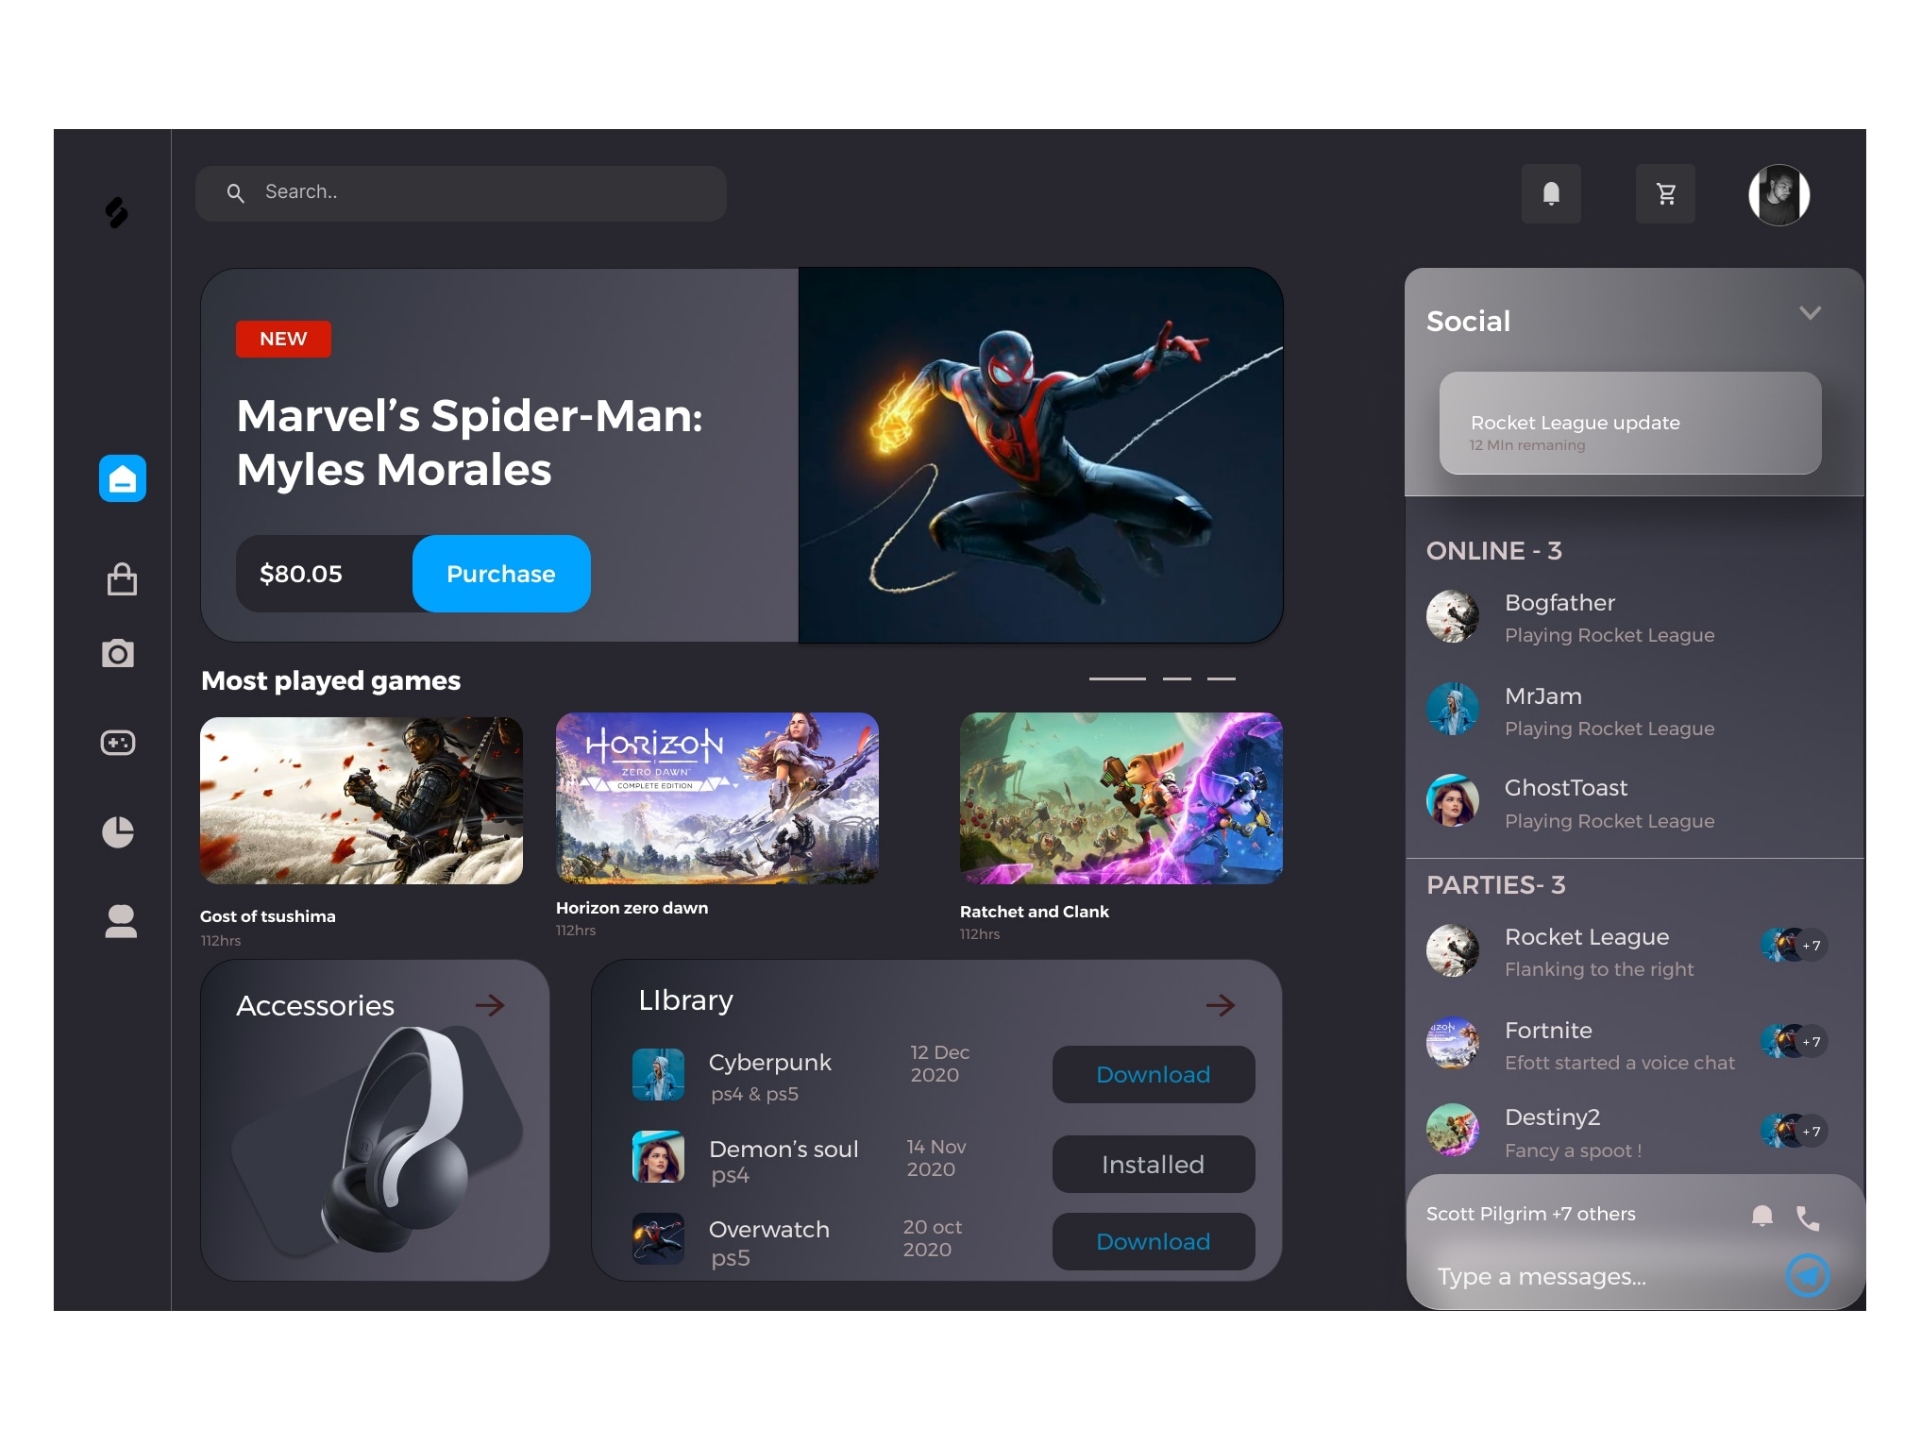 Search..
NEW
Marvel’s Spider-Man:
Myles Morales
$80.05
Purchase
Most played games
HORIZON
ZERO DAWN
COMPLETE EDITION
Gost of tsushima
112hrs
Horizon zero dawn
112hrs
Ratchet and Clank
112hrs
Accessories
LIbrary
Cyberpunk
ps4 & ps5
12 Dec
2020
Download
Demon’s soul
ps4
14 Nov
2020
Installed
Overwatch
ps5
20 oct
2020
Download
Social
Rocket League update
12 MIn remaning
ONLINE - 3
Bogfather
Playing Rocket League
MrJam
Playing Rocket League
GhostToast
Playing Rocket League
PARTIES- 3
Rocket League
Flanking to the right
+7
Fortnite
Efott started a voice chat
+7
Destiny2
Fancy a spoot !
+7
Scott Pilgrim +7 others
Type a messages...